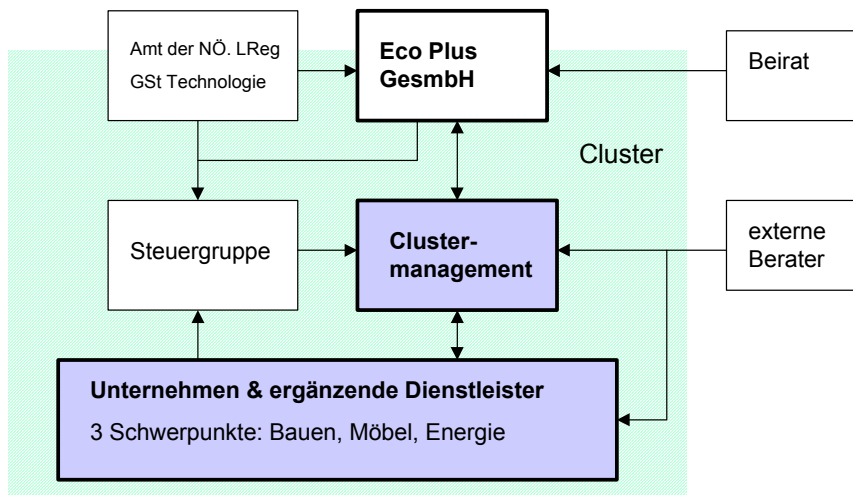 Amt der NÖ. LReg
GSt Technologie
Eco Plus
GesmbH
Beirat
Cluster
Steuergruppe
Cluster-
management
externe
Berater
Unternehmen & ergänzende Dienstleister
3 Schwerpunkte: Bauen, Möbel, Energie